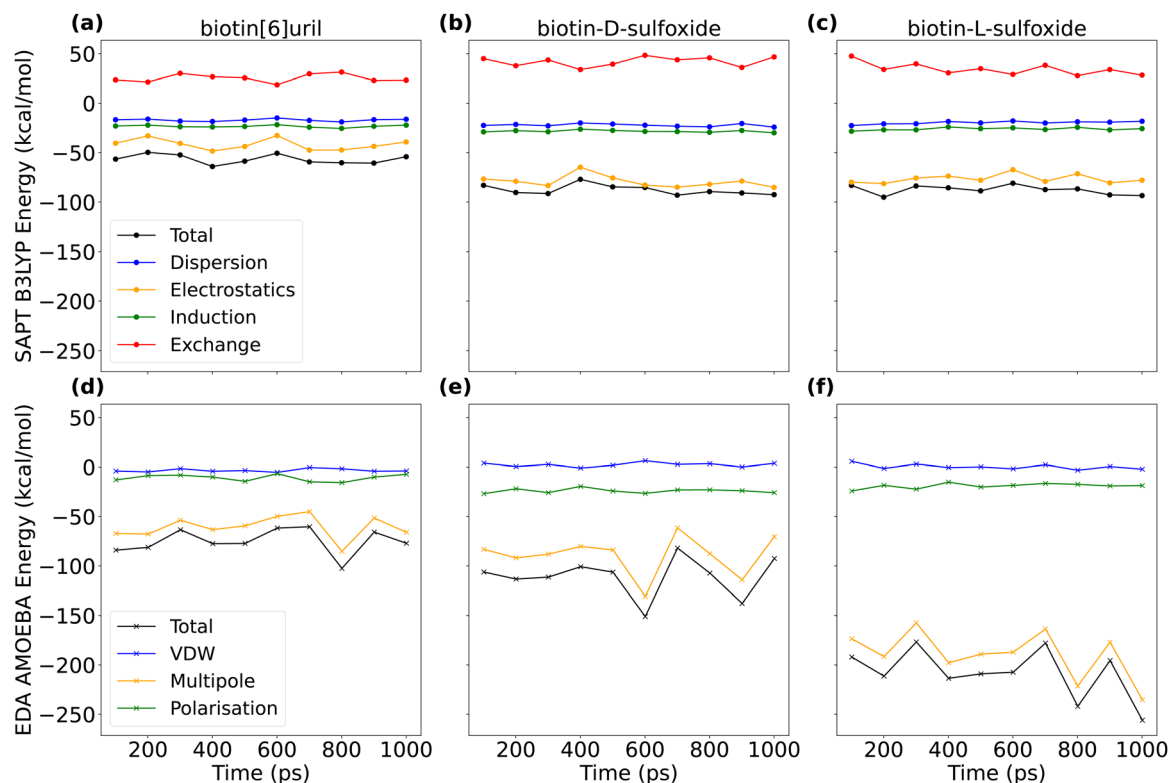 (a) biotin[6]uril
(b) biotin-D-sulfoxide
(c) biotin-L-sulfoxide
SAPT B3LYP Energy (kcal/mol)
50
0
−50
−100
−150
−200
−250
Total
Dispersion
Electrostatics
Induction
Exchange
(d)
(e)
(f)
EDA AMOEBA Energy (kcal/mol)
50
0
−50
−100
−150
−200
−250
Total
VDW
Multipole
Polarisation
200 400 600 800 1000
200 400 600 800 1000
200 400 600 800 1000
Time (ps)
Time (ps)
Time (ps)